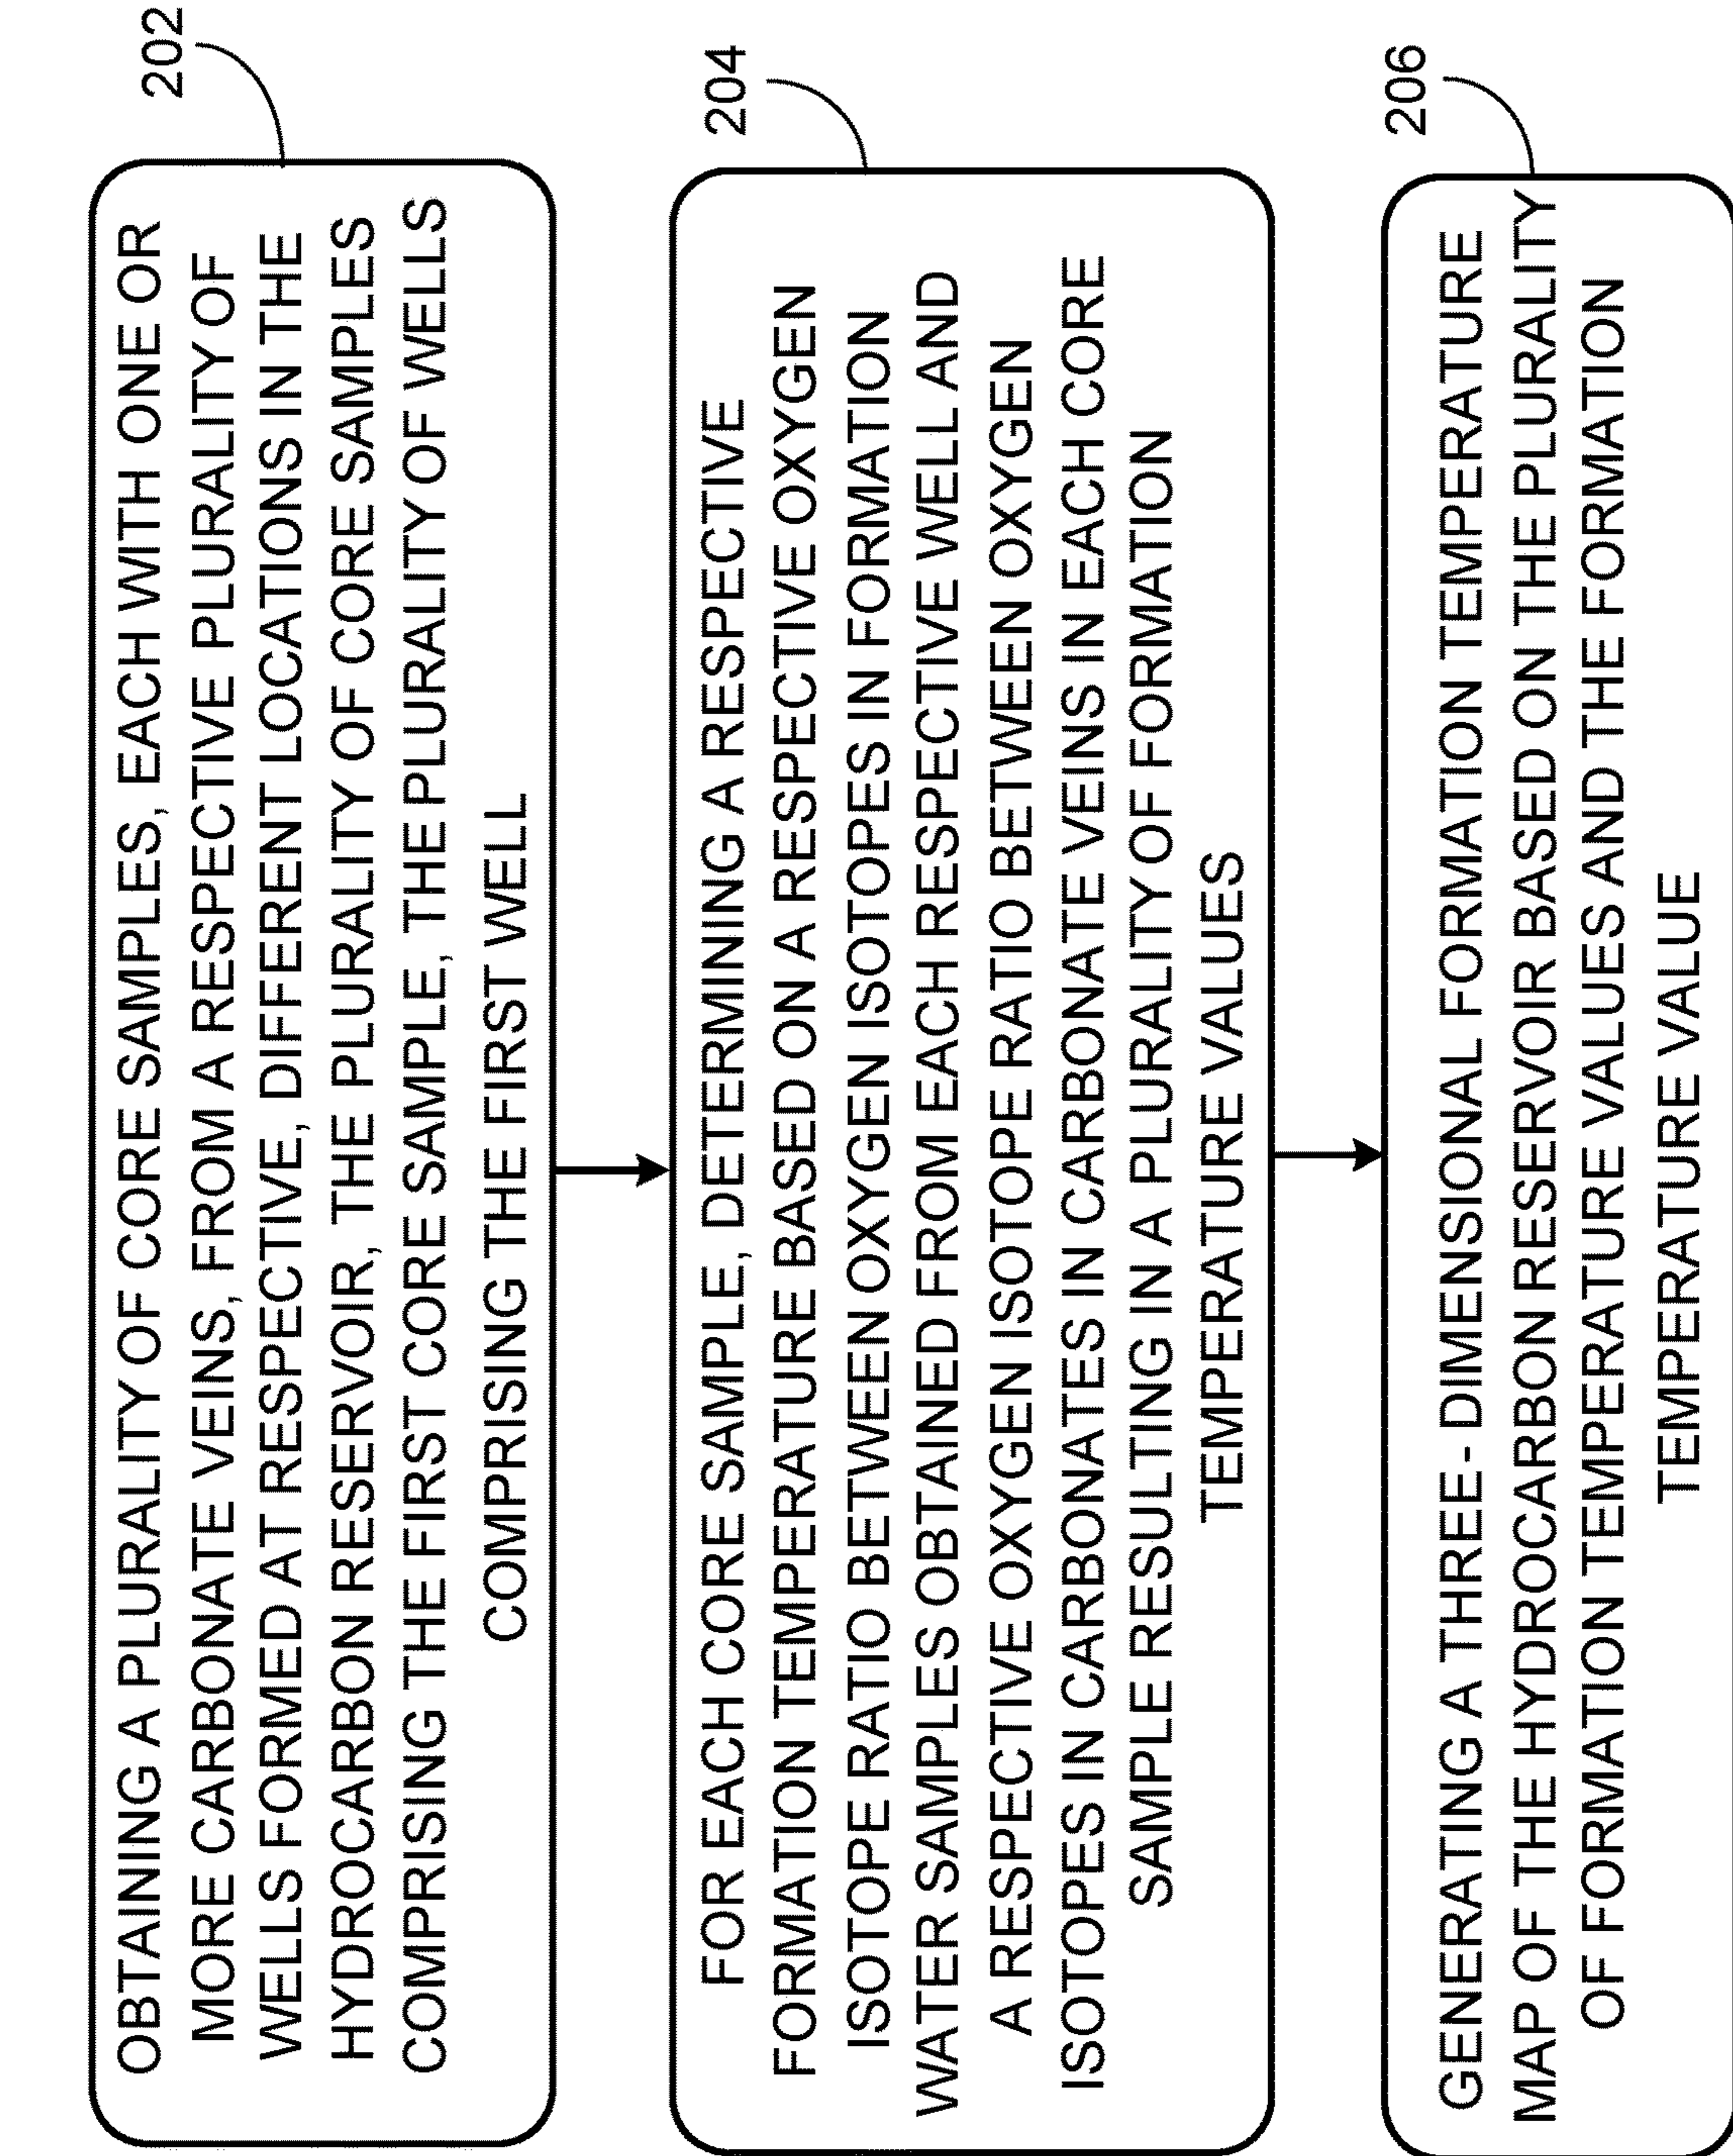 OBTAINING A PLURALITY OF CORE SAMPLES, EACH WITH ONE OR
MORE CARBONATE VEINS, FROM A RESPECTIVE PLURALITY OF
WELLS FORMED AT RESPECTIVE, DIFFERENT LOCATIONS IN THE
HYDROCARBON RESERVOIR, THE PLURALITY OF CORE SAMPLES
COMPRISING THE FIRST CORE SAMPLE, THE PLURALITY OF WELLS
COMPRISING THE FIRST WELL
202
FOR EACH CORE SAMPLE, DETERMINING A RESPECTIVE
FORMATION TEMPERATURE BASED ON A RESPECTIVE OXYGEN
ISOTOPE RATIO BETWEEN OXYGEN ISOTOPES IN FORMATION
WATER SAMPLES OBTAINED FROM EACH RESPECTIVE WELL AND
A RESPECTIVE OXYGEN ISOTOPE RATIO BETWEEN OXYGEN
ISOTOPES IN CARBONATES IN CARBONATE VEINS IN EACH CORE
SAMPLE RESULTING IN A PLURALITY OF FORMATION
TEMPERATURE VALUES
204
GENERATING A THREE- DIMENSIONAL FORMATION TEMPERATURE
MAP OF THE HYDROCARBON RESERVOIR BASED ON THE PLURALITY
OF FORMATION TEMPERATURE VALUES AND THE FORMATION
TEMPERATURE VALUE
206